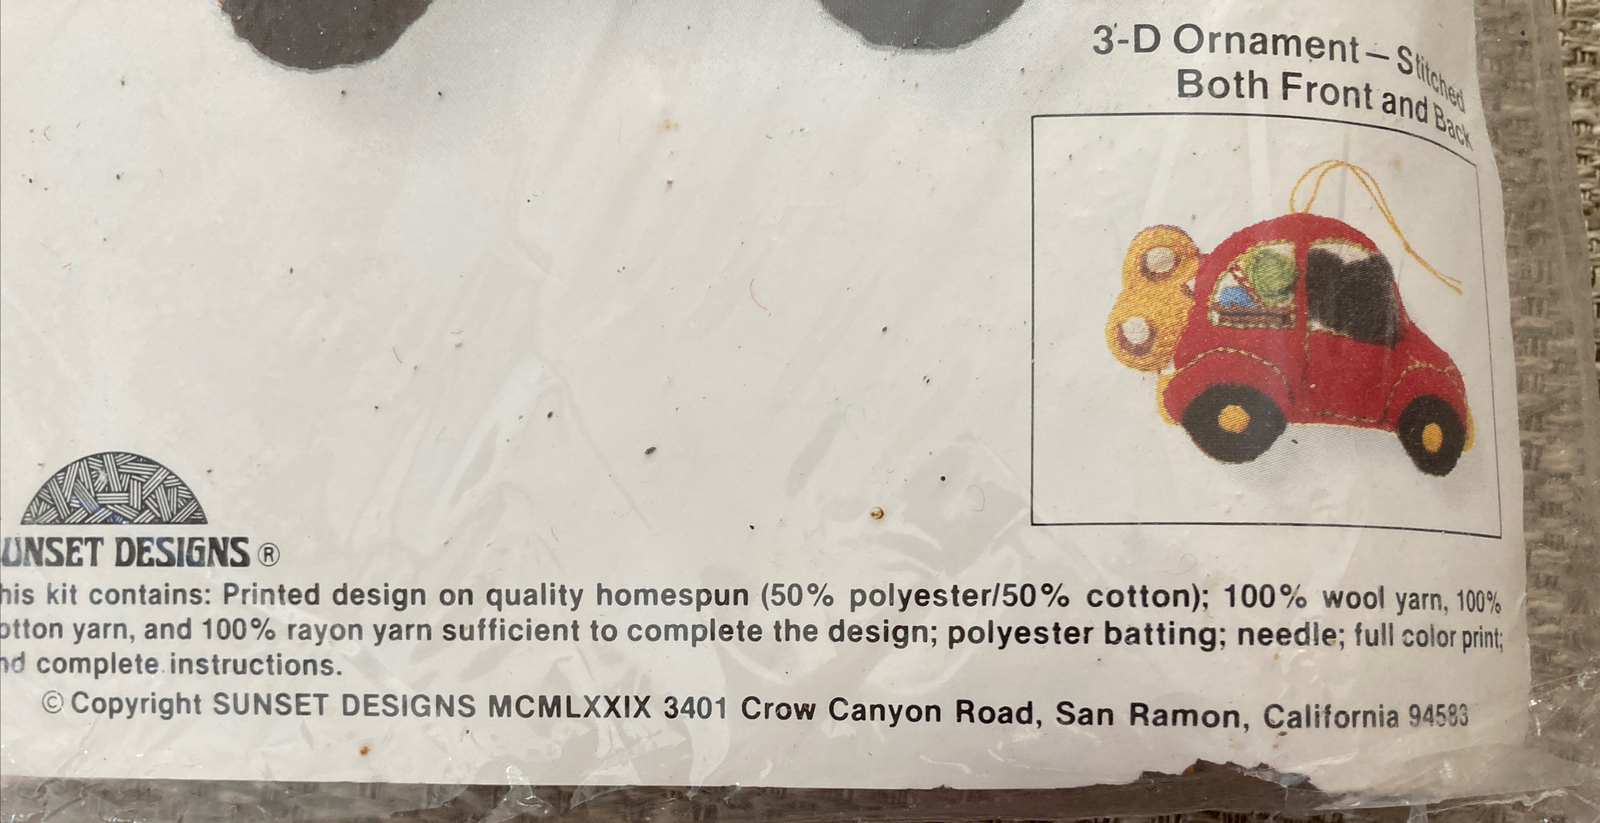 3-D Ornament – Stitched
Both Front and Back
UNSET DESIGNS ®
his kit contains: Printed design on quality homespun (50% polyester/50% cotton); 100% wool yarn, 100%
otton yarn, and 100% rayon yarn sufficient to complete the design; polyester batting; needle; full color print;
nd complete instructions.
© Copyright SUNSET DESIGNS MCMLXXIX 3401 Crow Canyon Road, San Ramon, California 94583